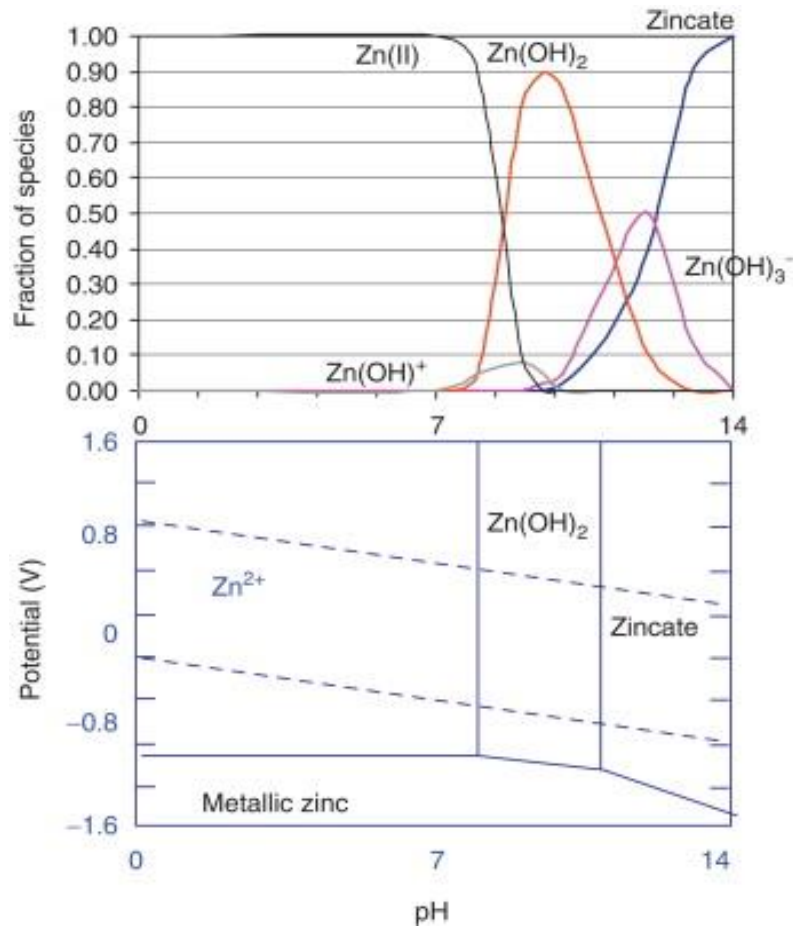 Zincate
1.00
Zn(II)
Zn(OH)₂
0.90
0.80
0.70
0.60
0.50
0.40
0.30
0.20
0.10
0.00
Fraction of species
Zn(OH)₃⁻
Zn(OH)⁺
0
7
14
1.6
0.8
0
−0.8
−1.6
Potential (V)
Zn²⁺
Zn(OH)₂
Zincate
Metallic zinc
0
7
14
pH